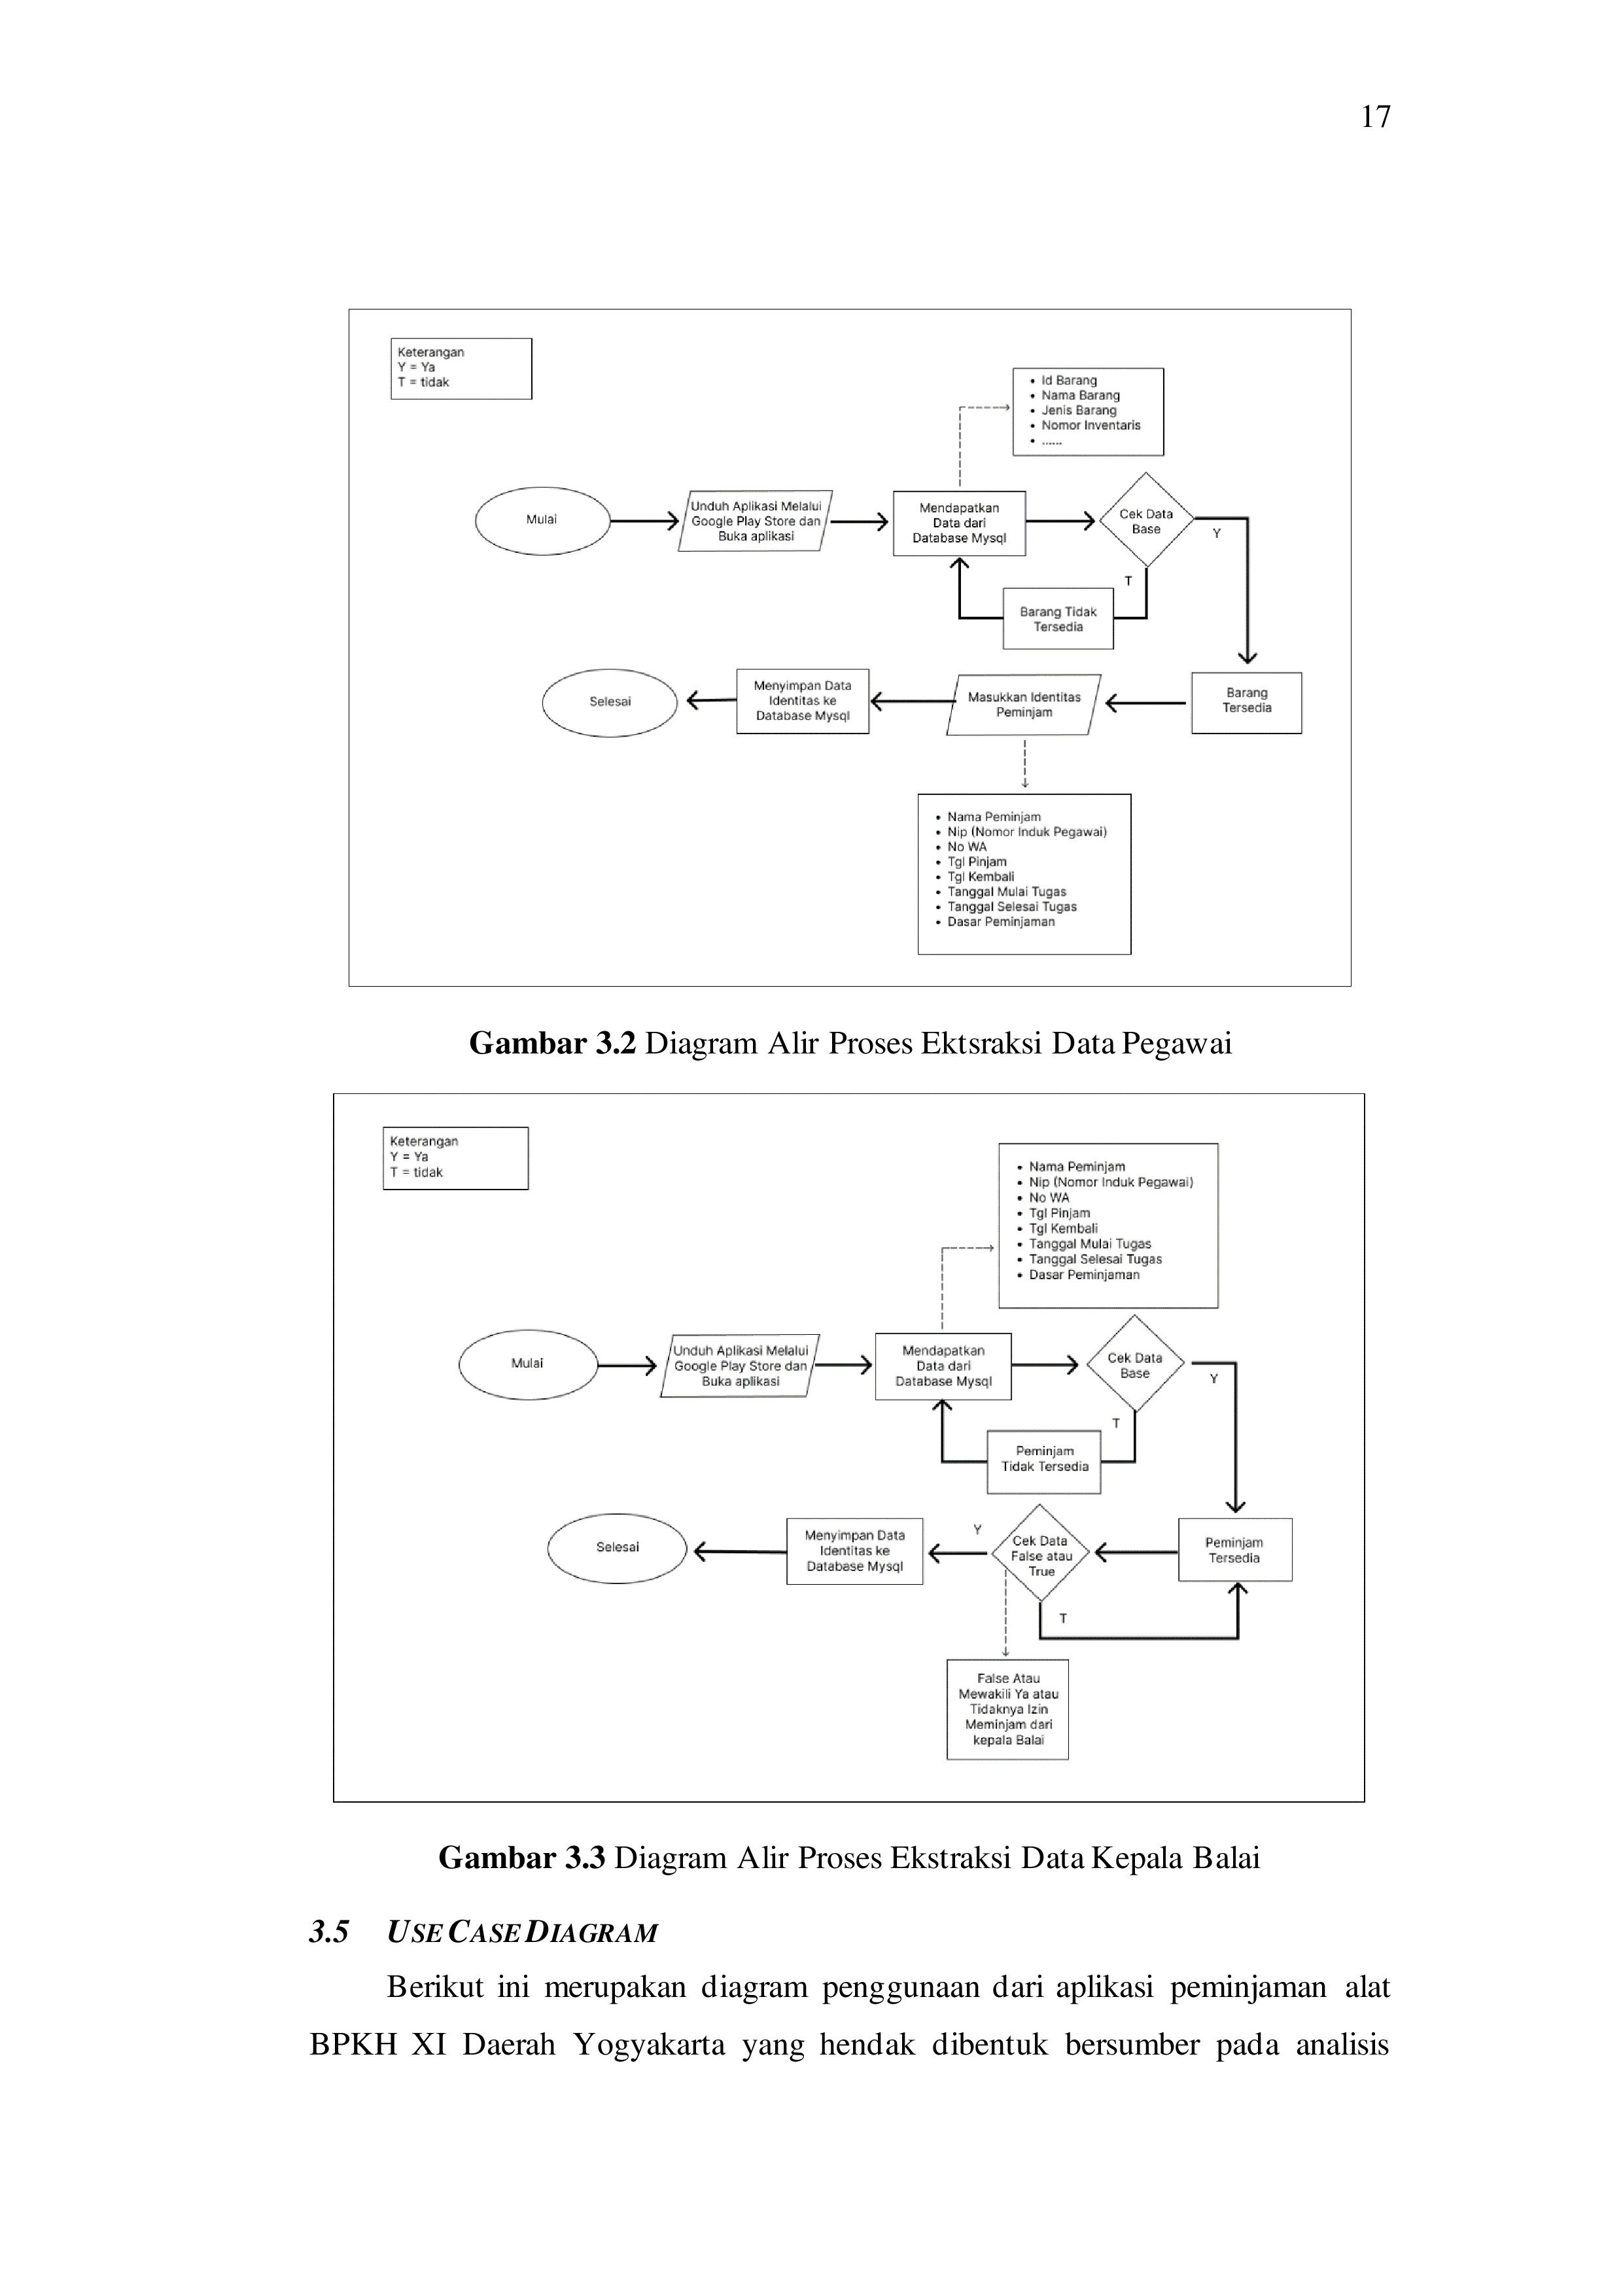 17
Keterangan
Y = Ya
T = tidak
• Id Barang
• Nama Barang
• Jenis Barang
• Nomor Inventaris
• ......
Mulai
Unduh Aplikasi Melalui
Google Play Store dan
Buka aplikasi
Mendapatkan
Data dari
Database Mysql
Cek Data
Base
Y
T
Barang Tidak
Tersedia
Selesai
Menyimpan Data
Identitas ke
Database Mysql
Masukkan Identitas
Peminjam
Barang
Tersedia
• Nama Peminjam
• Nip (Nomor Induk Pegawai)
• No WA
• Tgl Pinjam
• Tgl Kembali
• Tanggal Mulai Tugas
• Tanggal Selesai Tugas
• Dasar Peminjaman
Gambar 3.2 Diagram Alir Proses Ektsraksi Data Pegawai
Keterangan
Y = Ya
T = tidak
• Nama Peminjam
• Nip (Nomor Induk Pegawai)
• No WA
• Tgl Pinjam
• Tgl Kembali
• Tanggal Mulai Tugas
• Tanggal Selesai Tugas
• Dasar Peminjaman
Mulai
Unduh Aplikasi Melalui
Google Play Store dan
Buka aplikasi
Mendapatkan
Data dari
Database Mysql
Cek Data
Base
Y
T
Peminjam
Tidak Tersedia
Selesai
Menyimpan Data
Identitas ke
Database Mysql
Y
Cek Data
False atau
True
Peminjam
Tersedia
T
False Atau
Mewakili Ya atau
Tidaknya Izin
Meminjam dari
kepala Balai
Gambar 3.3 Diagram Alir Proses Ekstraksi Data Kepala Balai
3.5 USE CASE DIAGRAM
Berikut ini merupakan diagram penggunaan dari aplikasi peminjaman alat
BPKH XI Daerah Yogyakarta yang hendak dibentuk bersumber pada analisis